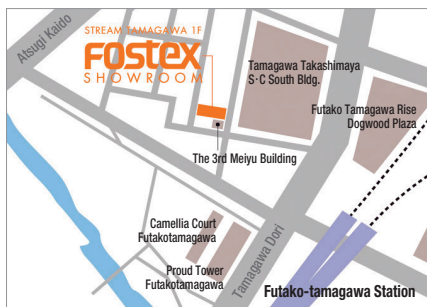 STREAM TAMAGAWA 1F
FOSTEX
SHOWROOM
Atsugi Kaido
Tamagawa Takashimaya
S·C South Bldg.
Futako Tamagawa Rise
Dogwood Plaza
The 3rd Meiyu Building
Camellia Court
Futakotamagawa
Proud Tower
Futakotamagawa
Tamagawa Dori
Futako-tamagawa Station